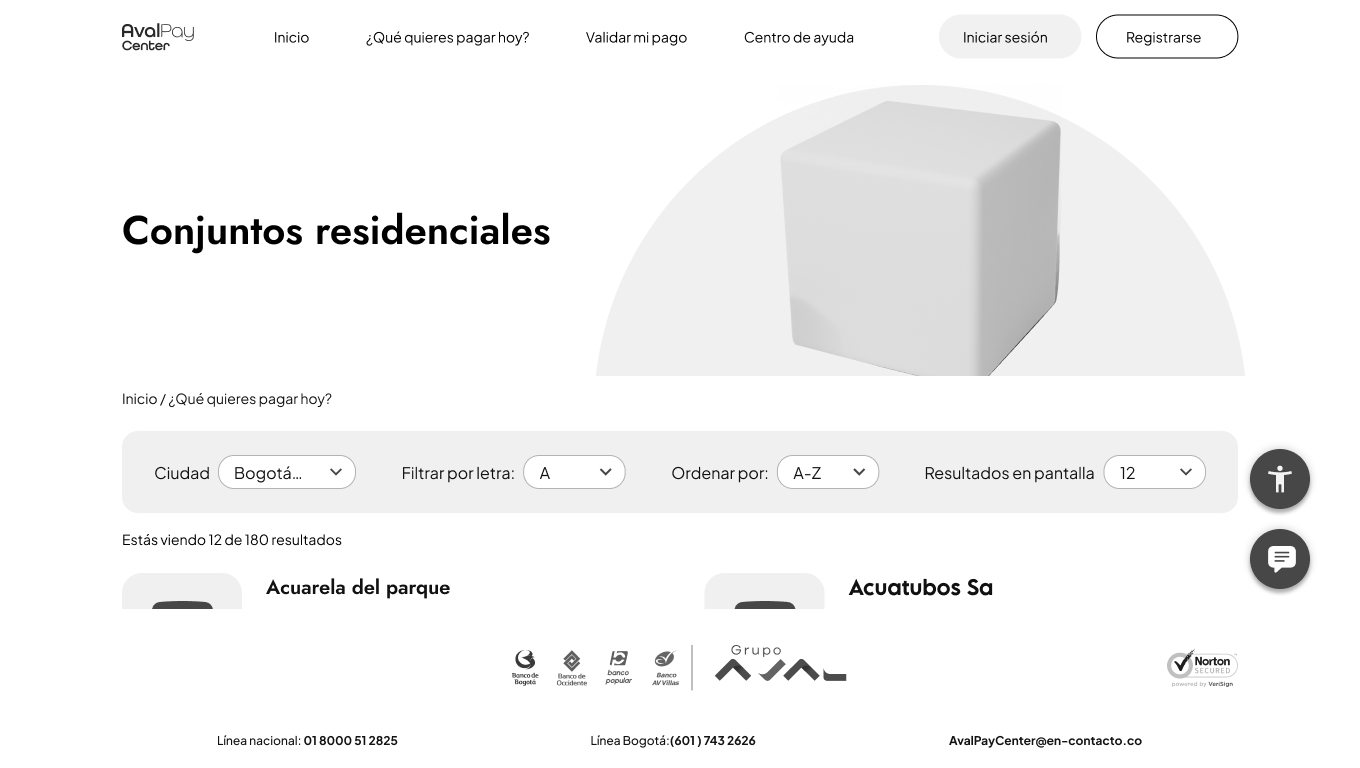 AvalPay
Center
Inicio
¿Qué quieres pagar hoy?
Validar mi pago
Centro de ayuda
Iniciar sesión
Registrarse
Conjuntos residenciales
Inicio / ¿Qué quieres pagar hoy?
Ciudad
Bogotá...
Filtrar por letra:
A
Ordenar por:
A-Z
Resultados en pantalla
12
Estás viendo 12 de 180 resultados
Acuarela del parque
Acuatubos Sa
Banco de
Bogotá
Banco de
Occidente
banco
popular
Banco
AV Villas
Grupo
AVAL
Norton
SECURED
powered by VeriSign
Línea nacional: 01 8000 51 2825
Línea Bogotá:(601 ) 743 2626
AvalPayCenter@en-contacto.co